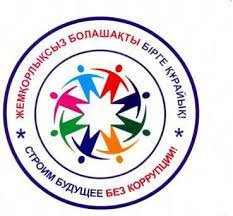 ЖЕМҚОРЛЫҚСЫЗ БОЛАШАҚТЫ БІРГЕ ҚҰРАЙЫҚ!
СТРОИМ БУДУЩЕЕ БЕЗ КОРРУПЦИИ!